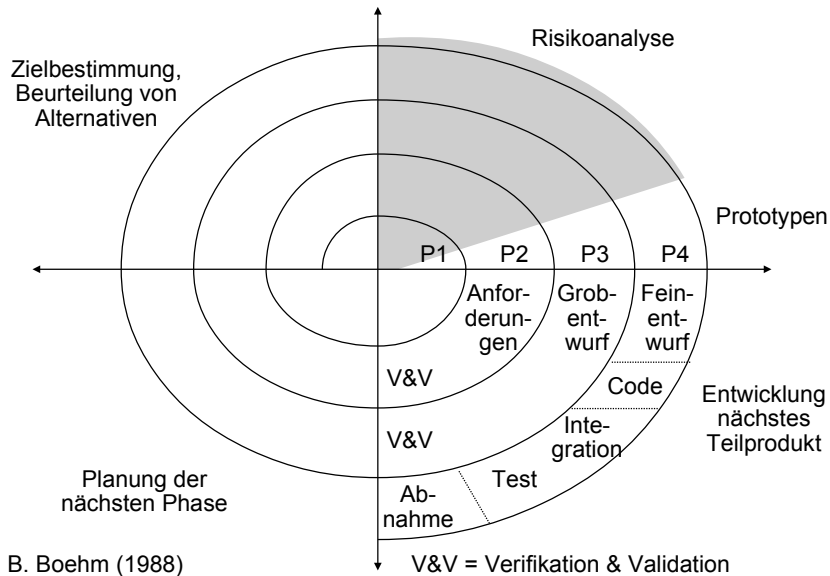 Risikoanalyse
Zielbestimmung,
Beurteilung von
Alternativen
Prototypen
P1
P2
P3
P4
Anfor-
derun-
gen
Grob-
ent-
wurf
Fein-
ent-
wurf
V&V
Code
Entwicklung
nächstes
Teilprodukt
V&V
Inte-
gration
Test
Ab-
nahme
Planung der
nächsten Phase
B. Boehm (1988)
V&V = Verifikation & Validation